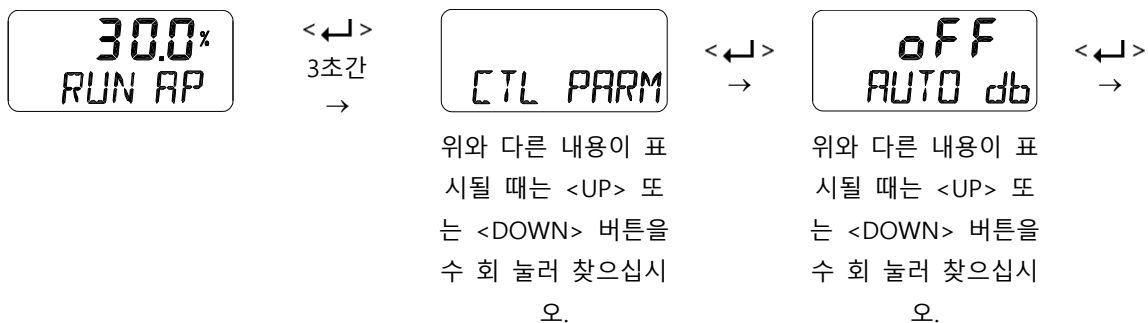 30.0%
RUN AP
< ↵ >
3초간
→
CTL PARM
위와 다른 내용이 표
시될 때는 <UP> 또
는 <DOWN> 버튼을
수 회 눌러 찾으십시
오.
< ↵ >
→
oFF
AUTO db
위와 다른 내용이 표
시될 때는 <UP> 또
는 <DOWN> 버튼을
수 회 눌러 찾으십시
오.
< ↵ >
→